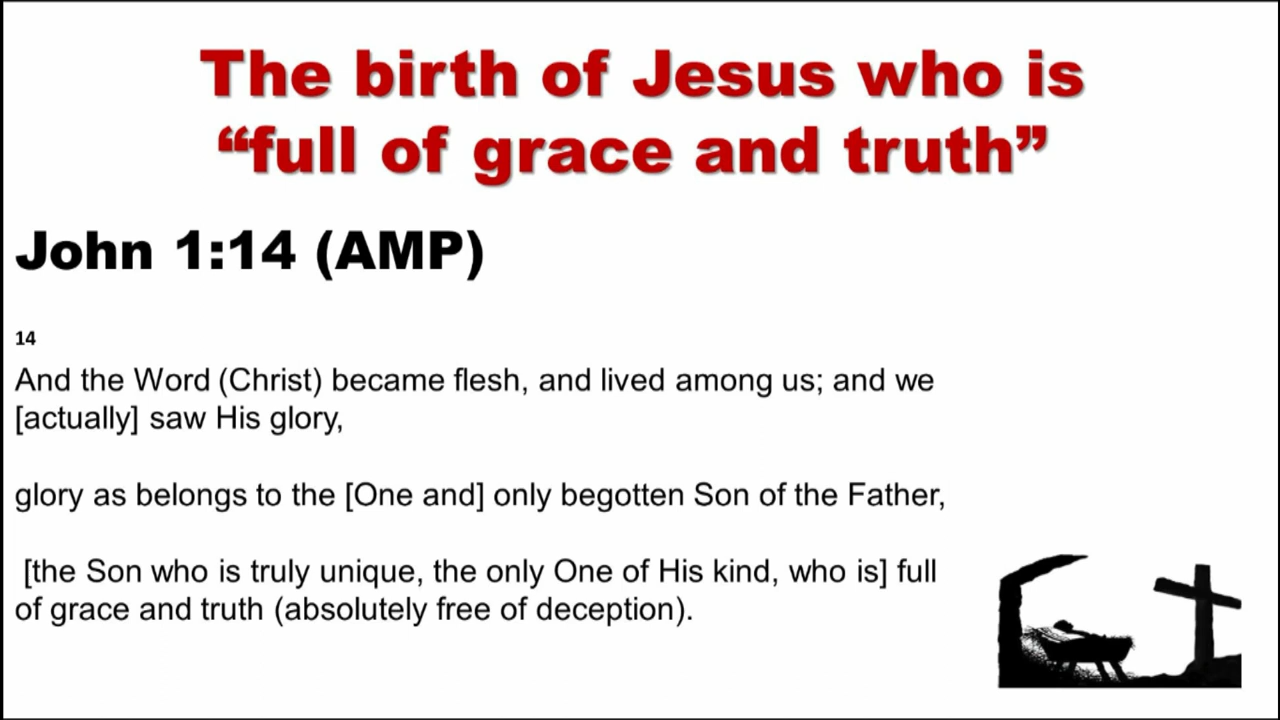 The birth of Jesus who is
“full of grace and truth”
John 1:14 (AMP)
14
And the Word (Christ) became flesh, and lived among us; and we
[actually] saw His glory,
glory as belongs to the [One and] only begotten Son of the Father,
[the Son who is truly unique, the only One of His kind, who is] full
of grace and truth (absolutely free of deception).